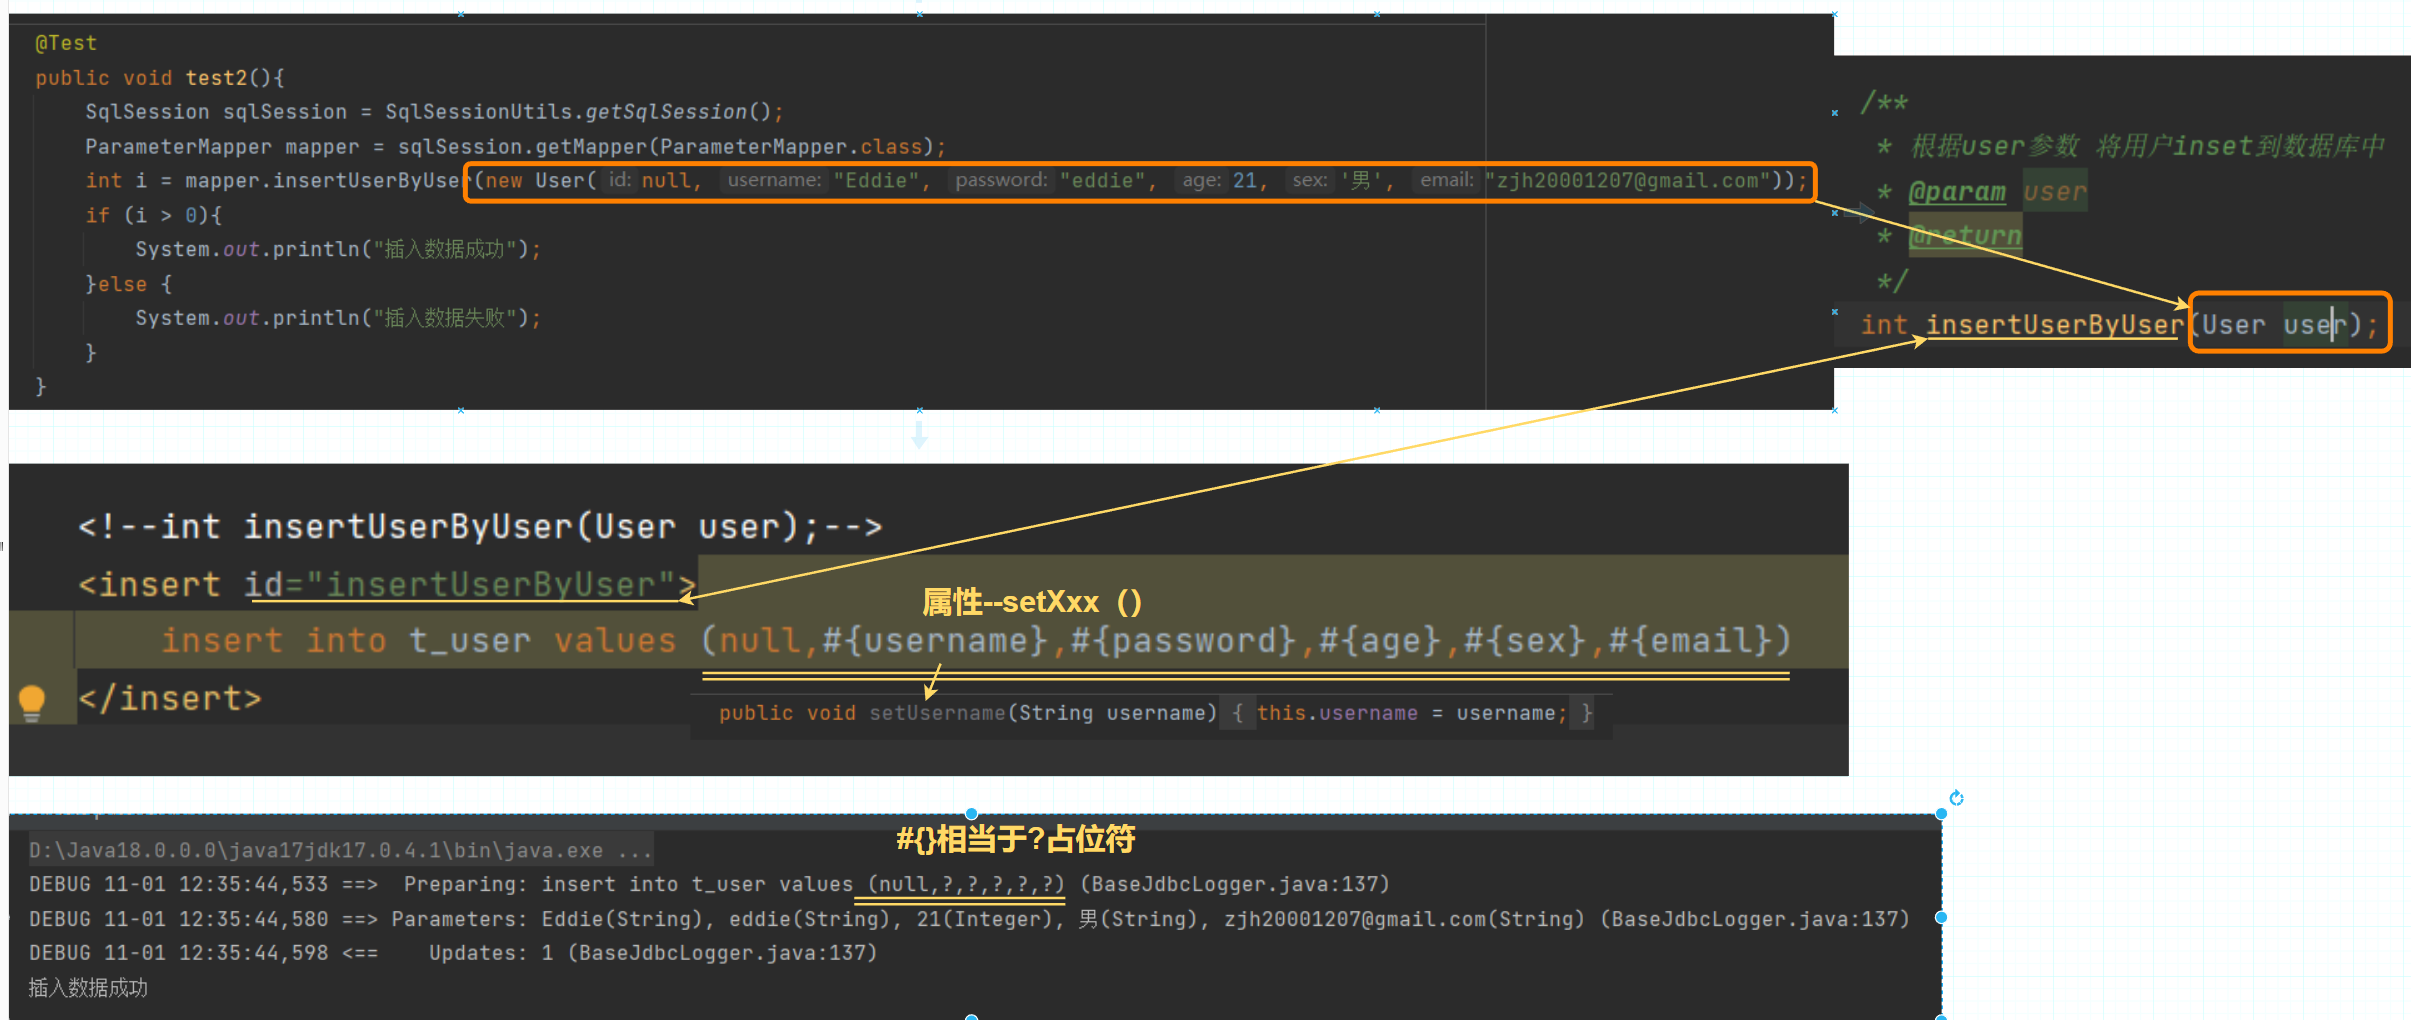 @Test
public void test2(){
SqlSession sqlSession = SqlSessionUtils.getSqlSession();
ParameterMapper mapper = sqlSession.getMapper(ParameterMapper.class);
int i = mapper.insertUserByUser(new User( id: null, username: "Eddie", password: "eddie", age: 21, sex: '男', email: "zjh20001207@gmail.com"));
if (i > 0){
System.out.println("插入数据成功");
}else {
System.out.println("插入数据失败");
}
}
/**
* 根据user参数 将用户inset到数据库中
* @param user
* @return
*/
int insertUserByUser(User user);
<!--int insertUserByUser(User user);-->
<insert id="insertUserByUser">
属性--setXxx（）
insert into t_user values (null,#{username},#{password},#{age},#{sex},#{email})
</insert>
public void setUsername(String username) { this.username = username; }
#{}相当于?占位符
D:\Java18.0.0.0\java17jdk17.0.4.1\bin\java.exe ...
DEBUG 11-01 12:35:44,533 ==>  Preparing: insert into t_user values (null,?,?,?,?,?) (BaseJdbcLogger.java:137)
DEBUG 11-01 12:35:44,580 ==> Parameters: Eddie(String), eddie(String), 21(Integer), 男(String), zjh20001207@gmail.com(String) (BaseJdbcLogger.java:137)
DEBUG 11-01 12:35:44,598 <==    Updates: 1 (BaseJdbcLogger.java:137)
插入数据成功